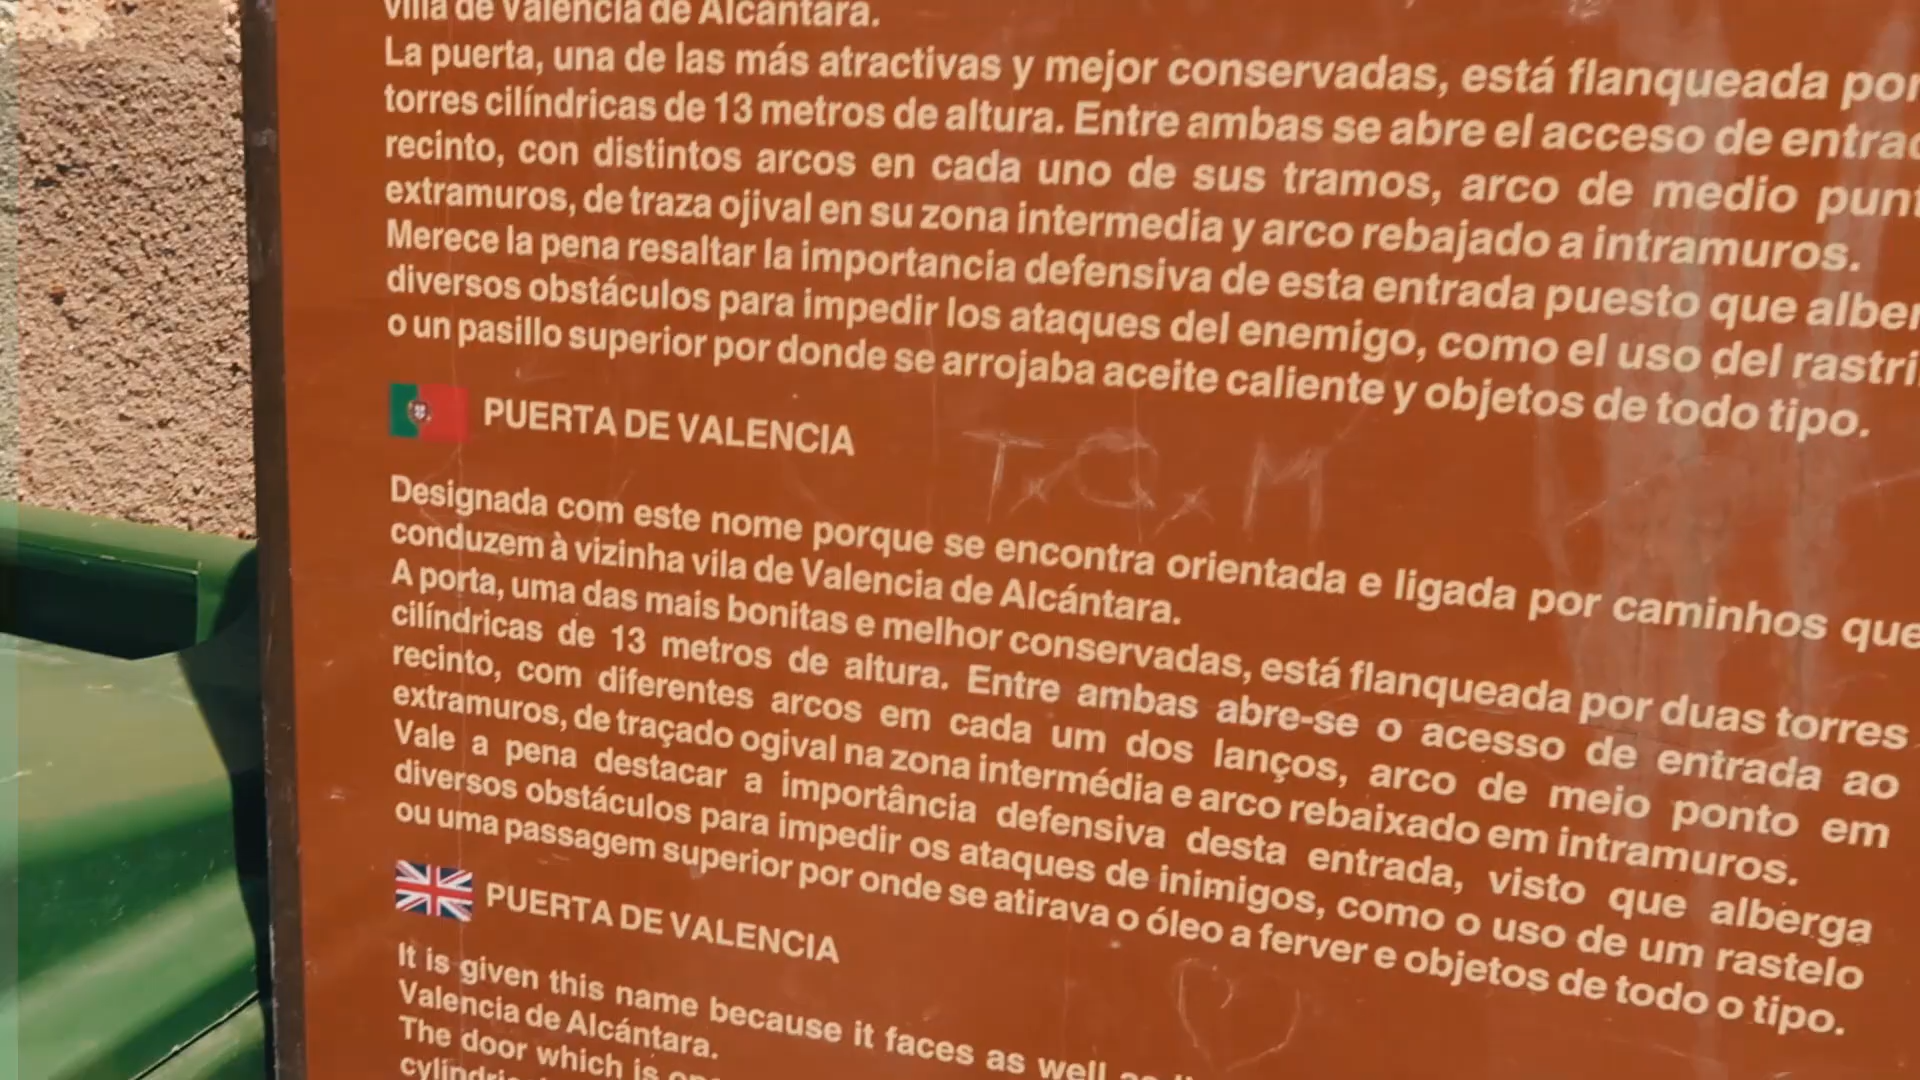 villa de Valencia de Alcántara.
La puerta, una de las más atractivas y mejor conservadas, está flanqueada por
torres cilíndricas de 13 metros de altura. Entre ambas se abre el acceso de
recinto, con distintos arcos en cada uno de sus tramos, arco de medio
extramuros, de traza ojival en su zona intermedia y arco rebajado a intramuros.
Merece la pena resaltar la importancia defensiva de esta entrada puesto que
diversos obstáculos para impedir los ataques del enemigo, como el uso del
o un pasillo superior por donde se arrojaba aceite caliente y objetos de todo tipo.
PUERTA DE VALENCIA
T x Q x M
Designada com este nome porque se encontra orientada e ligada por caminhos que
conduzem à vizinha vila de Valencia de Alcántara.
A porta, uma das mais bonitas e melhor conservadas, está flanqueada por duas torres
cilíndricas de 13 metros de altura. Entre ambas abre-se o acesso de entrada ao
recinto, com diferentes arcos em cada um dos lanços, arco de meio ponto em
extramuros, de traçado ogival na zona intermédia e arco rebaixado em intramuros.
Vale a pena destacar a importância defensiva desta entrada, visto que alberga
diversos obstáculos para impedir os ataques de inimigos, como o uso de um rastelo
ou uma passagem superior por onde se atirava o óleo a ferver e objetos de todo o tipo.
PUERTA DE VALENCIA
It is given this name because it faces as well
Valencia de Alcántara.
The door which is